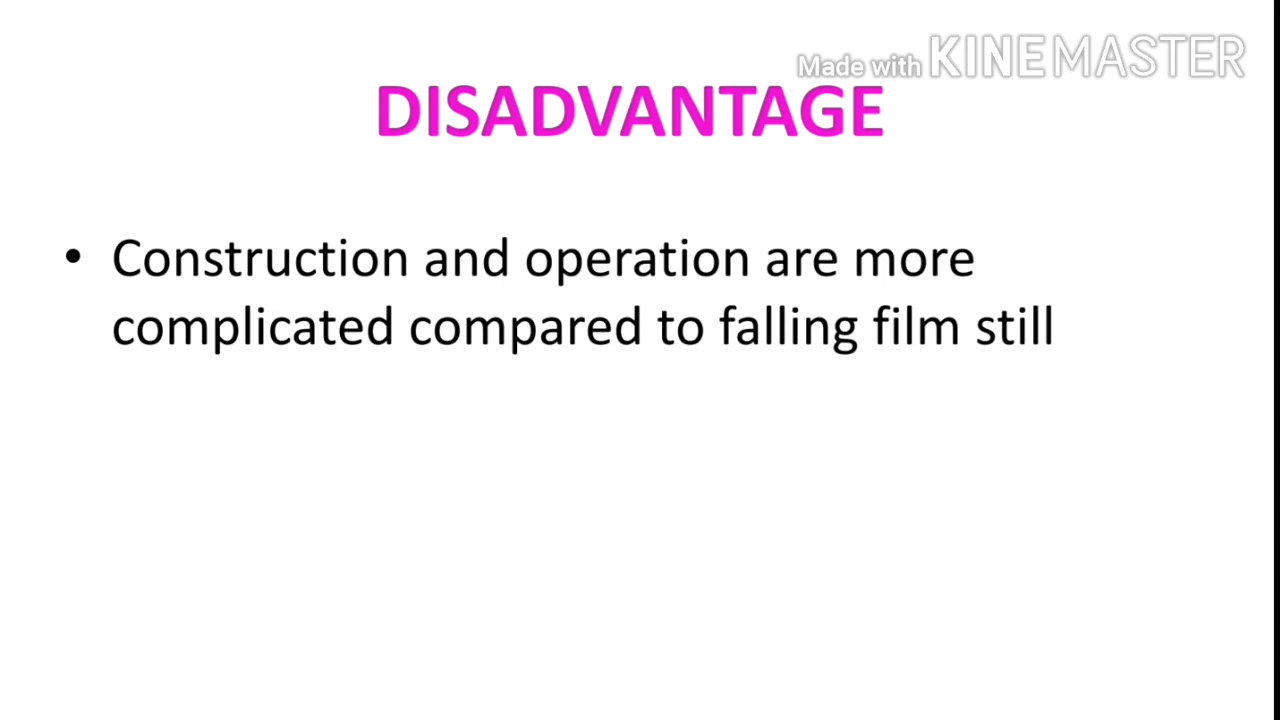 Made with KINEMASTER
DISADVANTAGE
• Construction and operation are more
complicated compared to falling film still